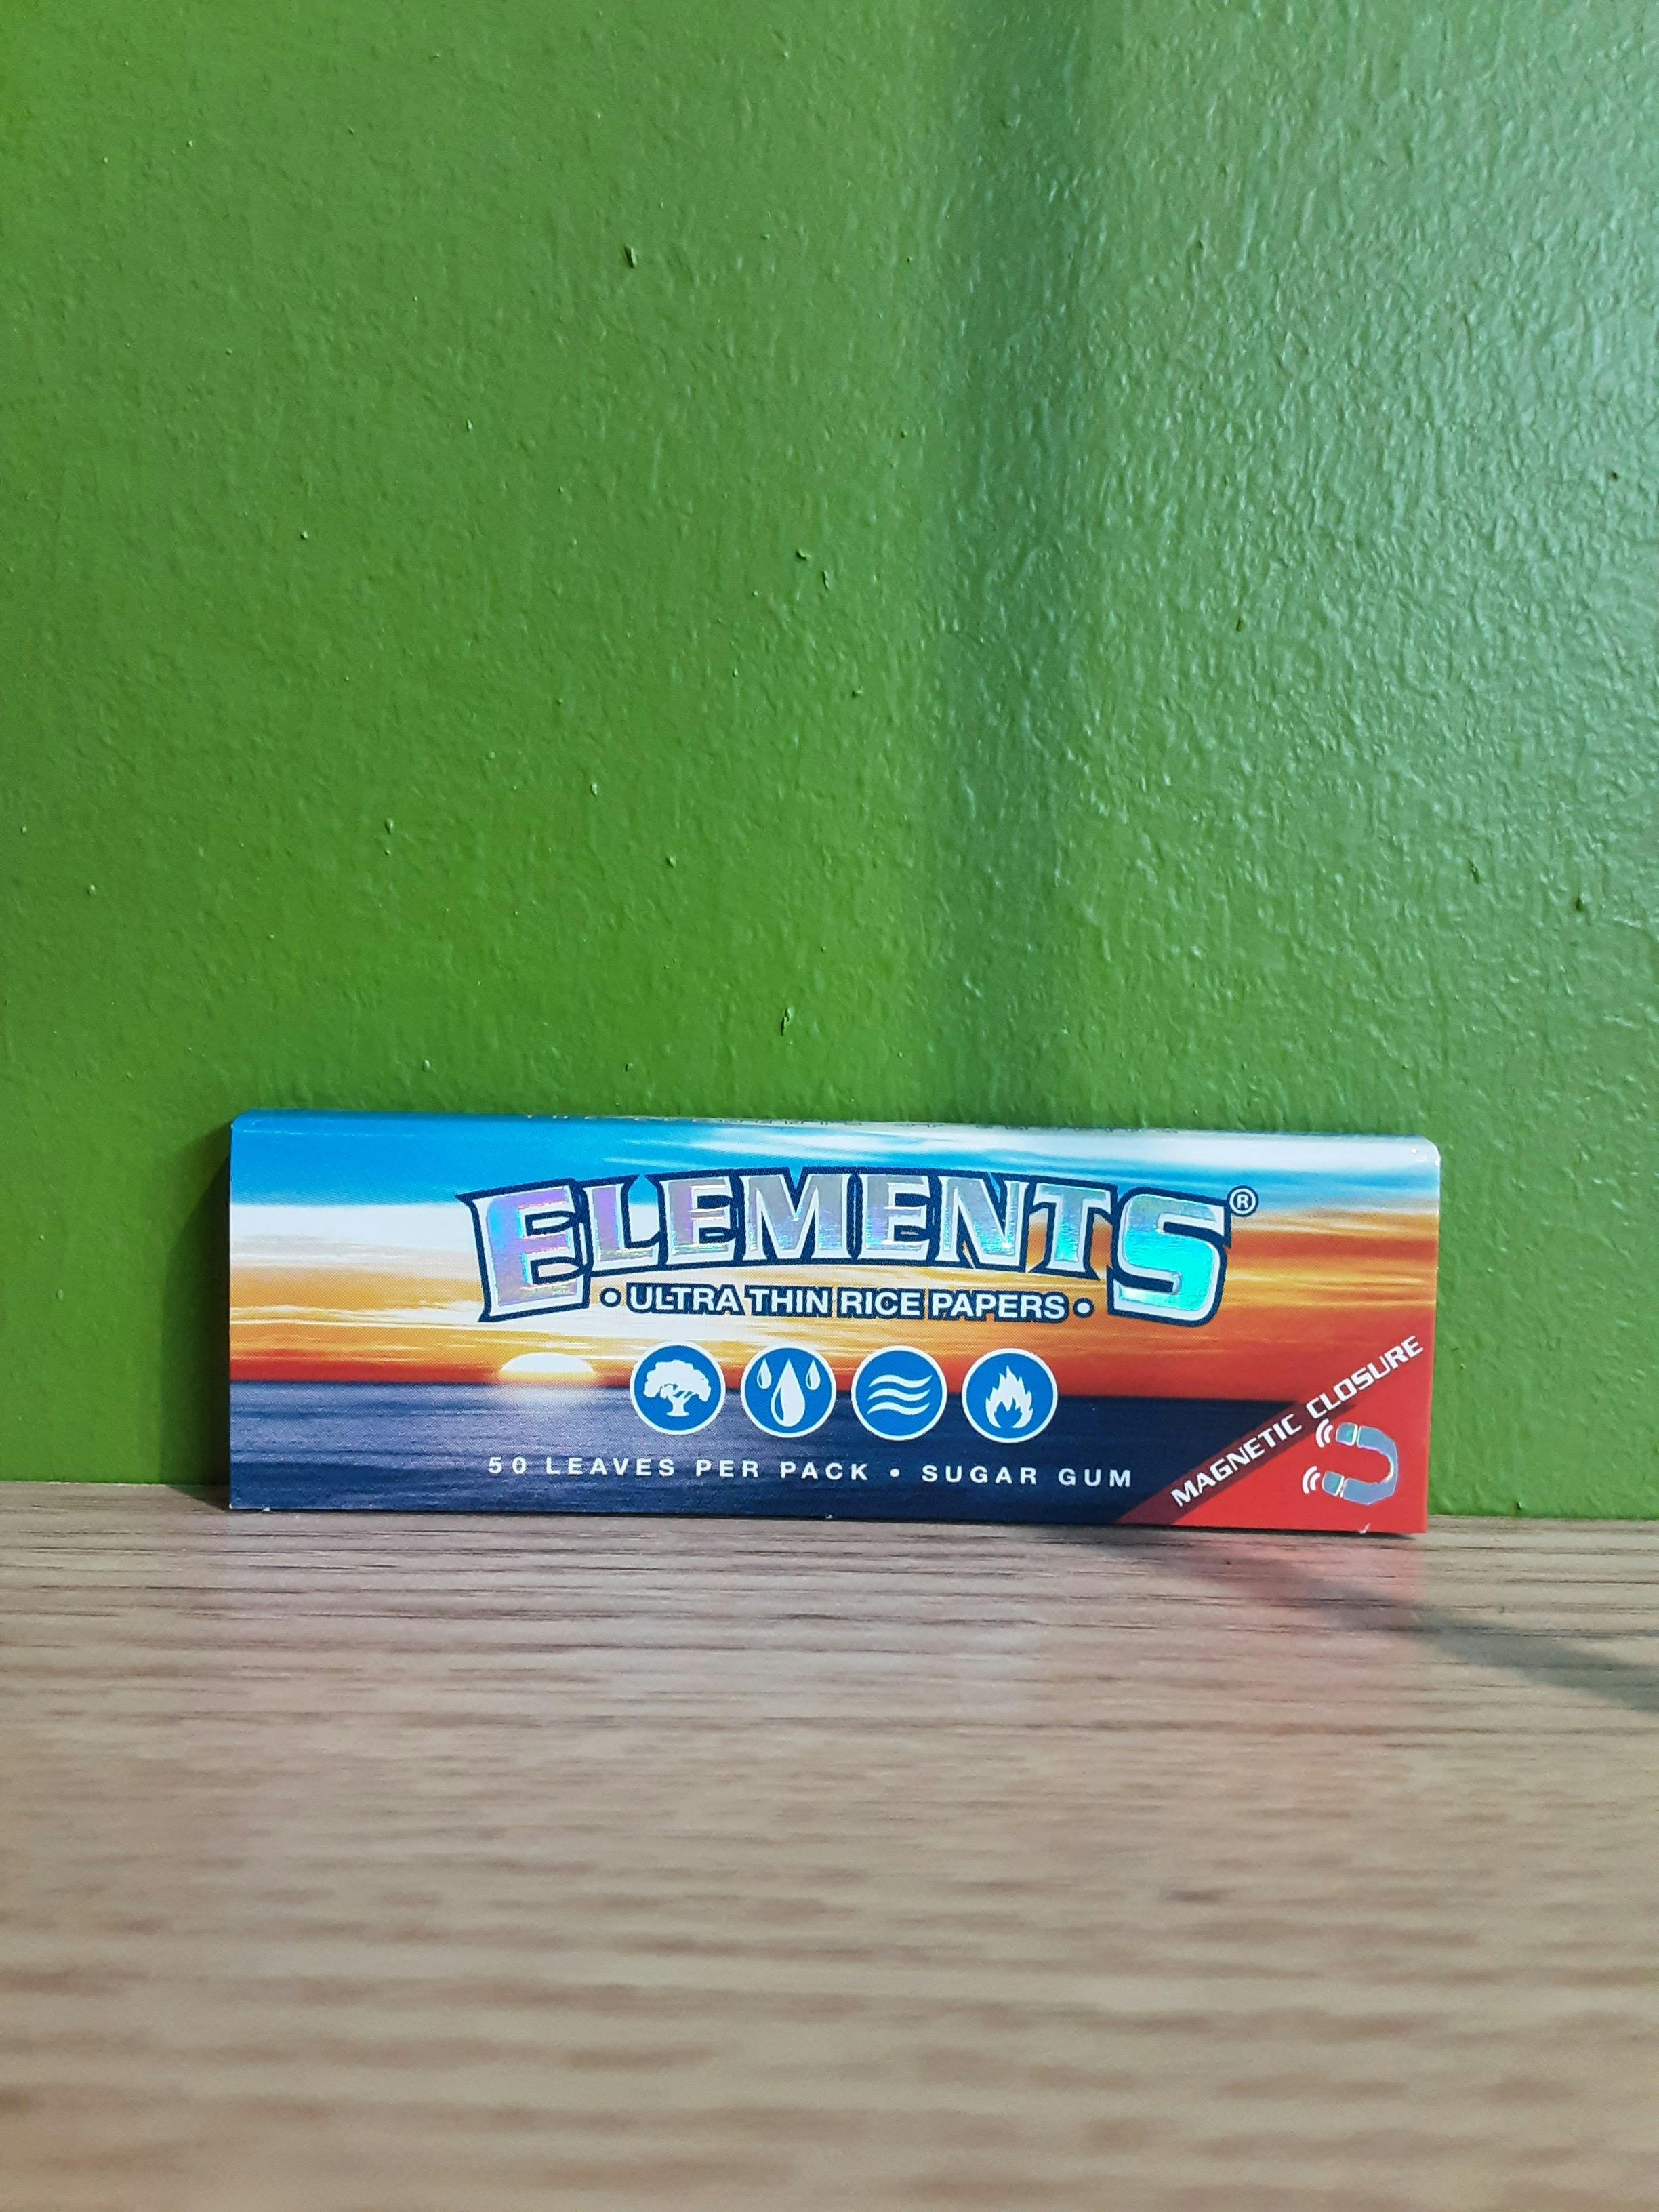 ELEMENTS®
• ULTRA THIN RICE PAPERS •
50 LEAVES PER PACK • SUGAR GUM
MAGNETIC CLOSURE